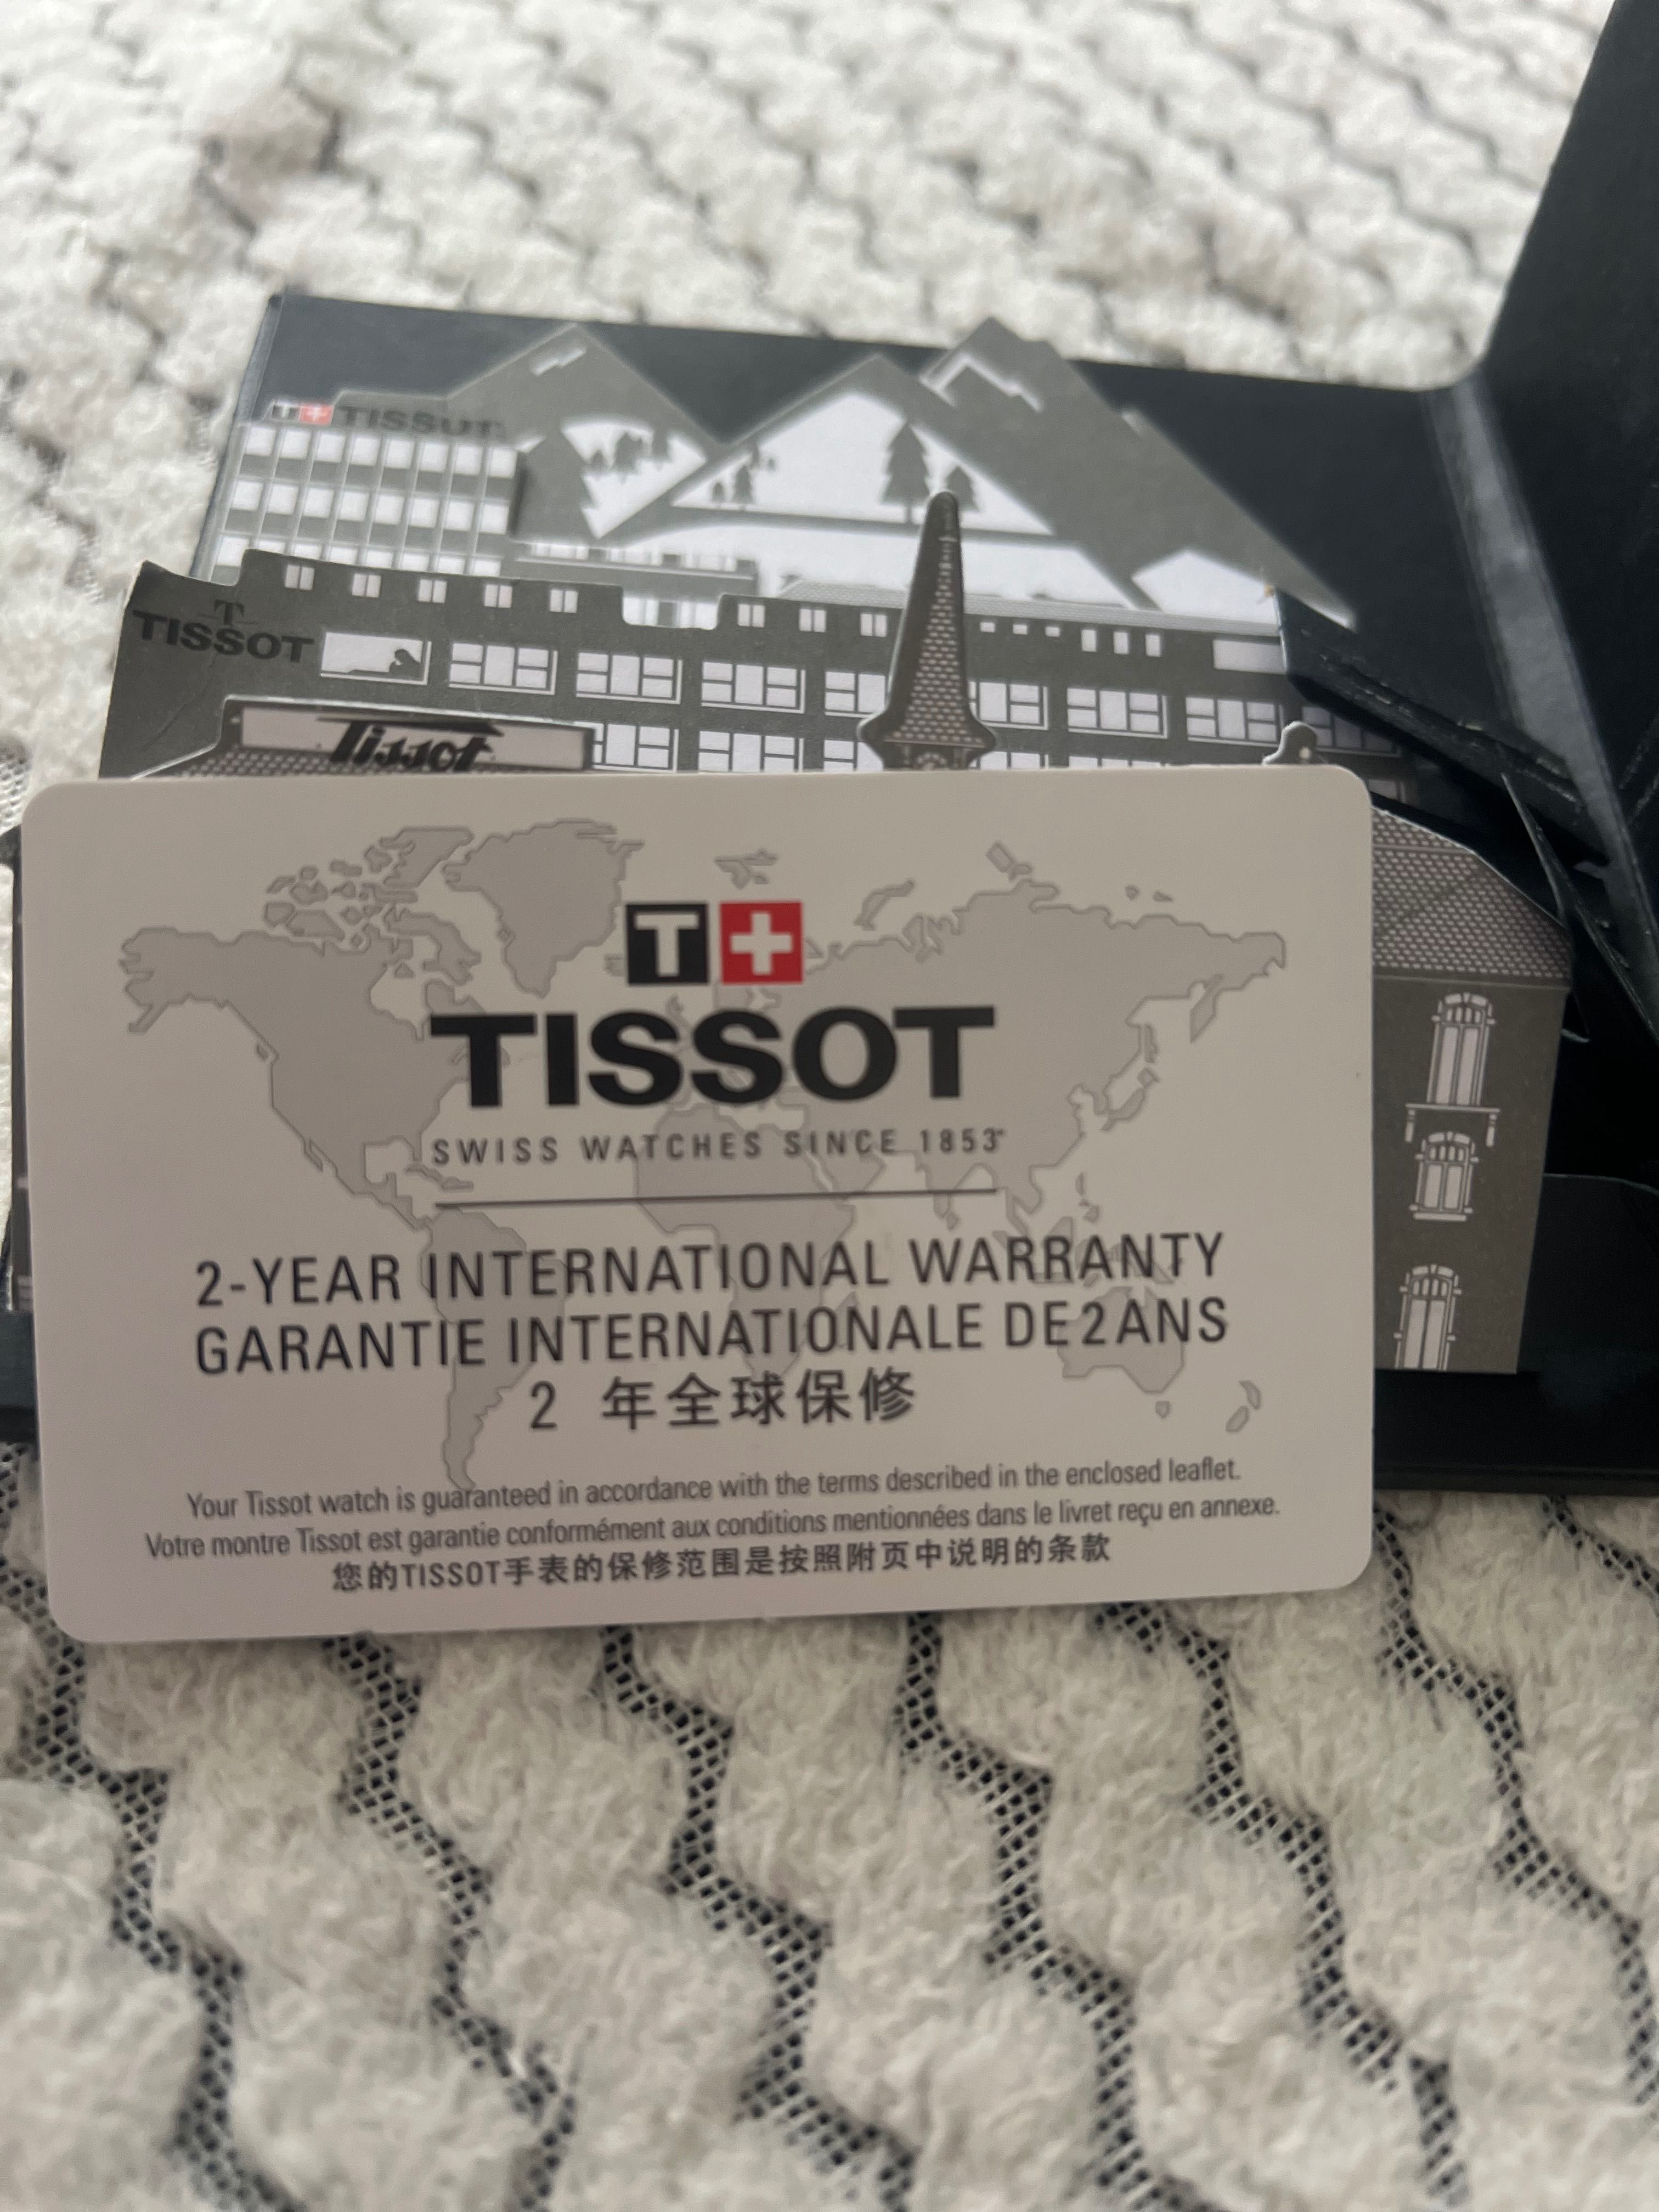 T TISSOT
T
TISSOT
Tissot
T
TISSOT
SWISS WATCHES SINCE 1853
2-YEAR INTERNATIONAL WARRANTY
GARANTIE INTERNATIONALE DE 2 ANS
2 年全球保修
Your Tissot watch is guaranteed in accordance with the terms described in the enclosed leaflet.
Votre montre Tissot est garantie conformément aux conditions mentionnées dans le livret reçu en annexe.
您的TISSOT手表的保修范围是按照附页中说明的条款